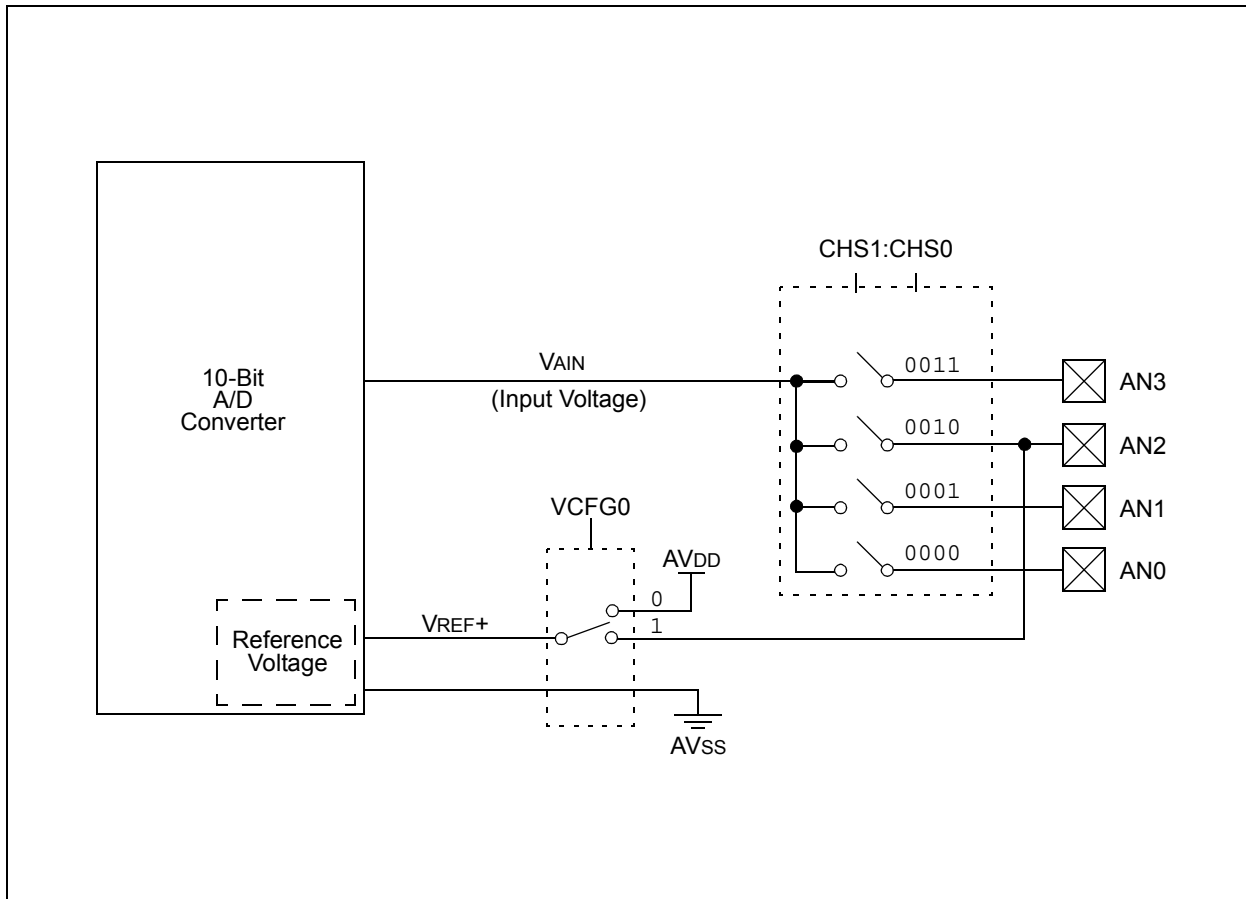 CHS1:CHS0
VAIN
(Input Voltage)
10-Bit
A/D
Converter
0011
AN3
0010
AN2
0001
AN1
0000
AN0
VCFG0
AVDD
0
1
VREF+
Reference
Voltage
AVSS